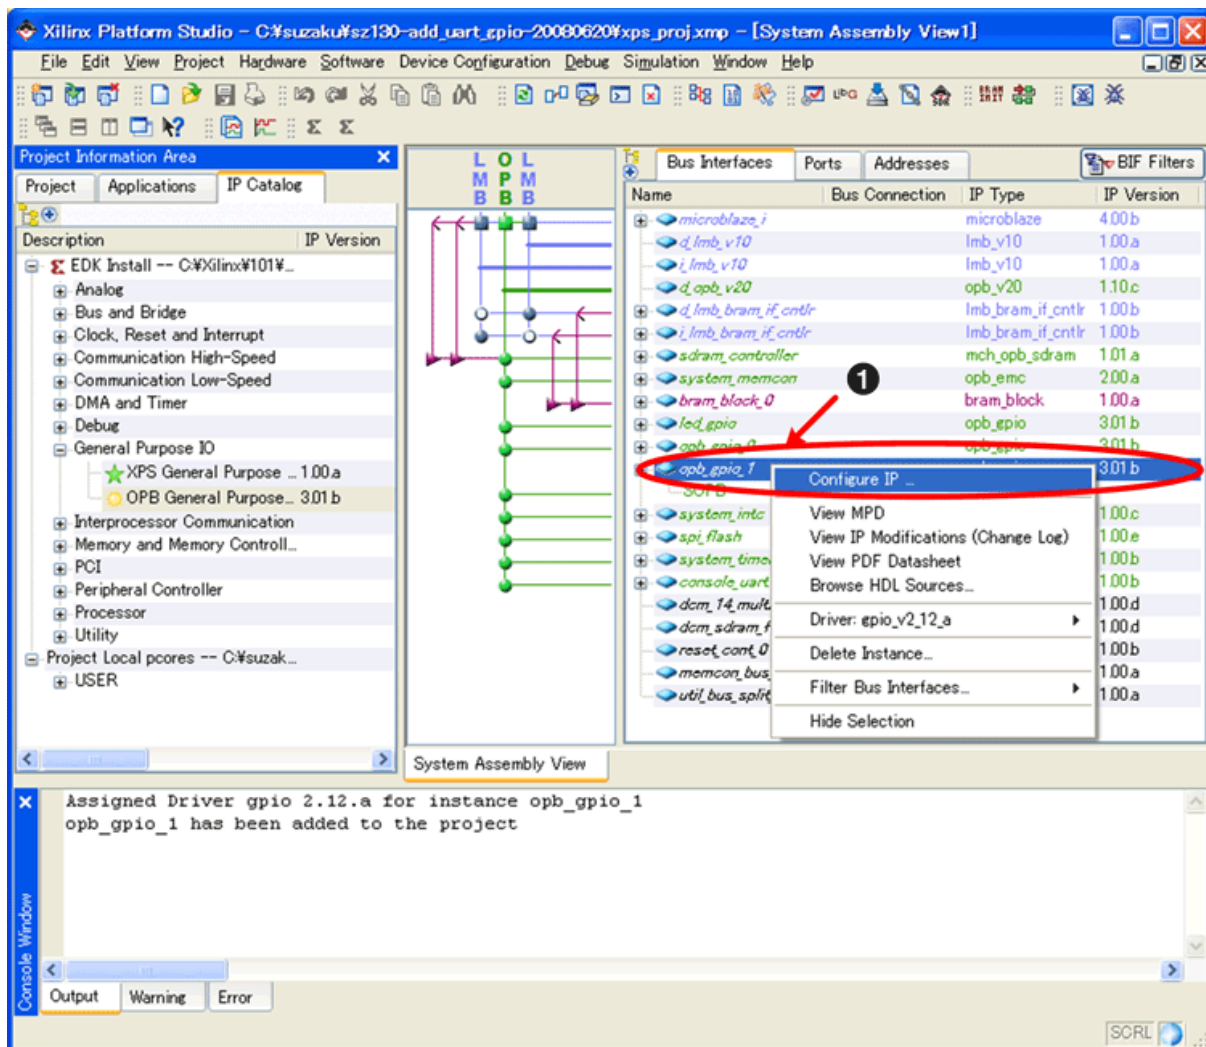 Xilinx Platform Studio - C:¥suzaku¥sz130-add_uart_gpio-20080620¥xps_proj.xmp - [System Assembly View1]
File Edit View Project Hardware Software Device Configuration Debug Simulation Window Help
Project Information Area
Project Applications IP Catalog
Description IP Version
EDK Install -- C:¥Xilinx¥101¥...
Analog
Bus and Bridge
Clock, Reset and Interrupt
Communication High-Speed
Communication Low-Speed
DMA and Timer
Debug
General Purpose IO
XPS General Purpose ... 1.00.a
OPB General Purpose... 3.01.b
Interprocessor Communication
Memory and Memory Controll...
PCI
Peripheral Controller
Processor
Utility
Project Local pcores -- C:¥suzak...
USER
L O L
M P M
B B B
System Assembly View
Bus Interfaces Ports Addresses BIF Filters
Name Bus Connection IP Type IP Version
microblaze_i microblaze 4.00.b
d_lmb_v10 lmb_v10 1.00.a
i_lmb_v10 lmb_v10 1.00.a
d_opb_v20 opb_v20 1.10.c
d_lmb_bram_if_cntlr lmb_bram_if_cntlr 1.00.b
i_lmb_bram_if_cntlr lmb_bram_if_cntlr 1.00.b
sdram_controller mch_opb_sdram 1.01.a
system_memcon opb_emc 2.00.a
1
bram_block_0 bram_block 1.00.a
led_gpio opb_gpio 3.01.b
opb_gpio_0 opb_gpio 3.01.b
opb_gpio_1 3.01.b
SOPB
system_intc 1.00.c
spi_flash 1.00.e
system_time 1.00.b
console_uart 1.00.b
dcm_14_mult 1.00.d
dcm_sdram_f 1.00.d
reset_cont_0 1.00.b
memcon_bus_ 1.00.a
util_bus_split 1.00.a
Configure IP ...
View MPD
View IP Modifications (Change Log)
View PDF Datasheet
Browse HDL Sources...
Driver: gpio_v2_12_a
Delete Instance...
Filter Bus Interfaces...
Hide Selection
Assigned Driver gpio 2.12.a for instance opb_gpio_1
opb_gpio_1 has been added to the project
Console Window
Output Warning Error
SCRL